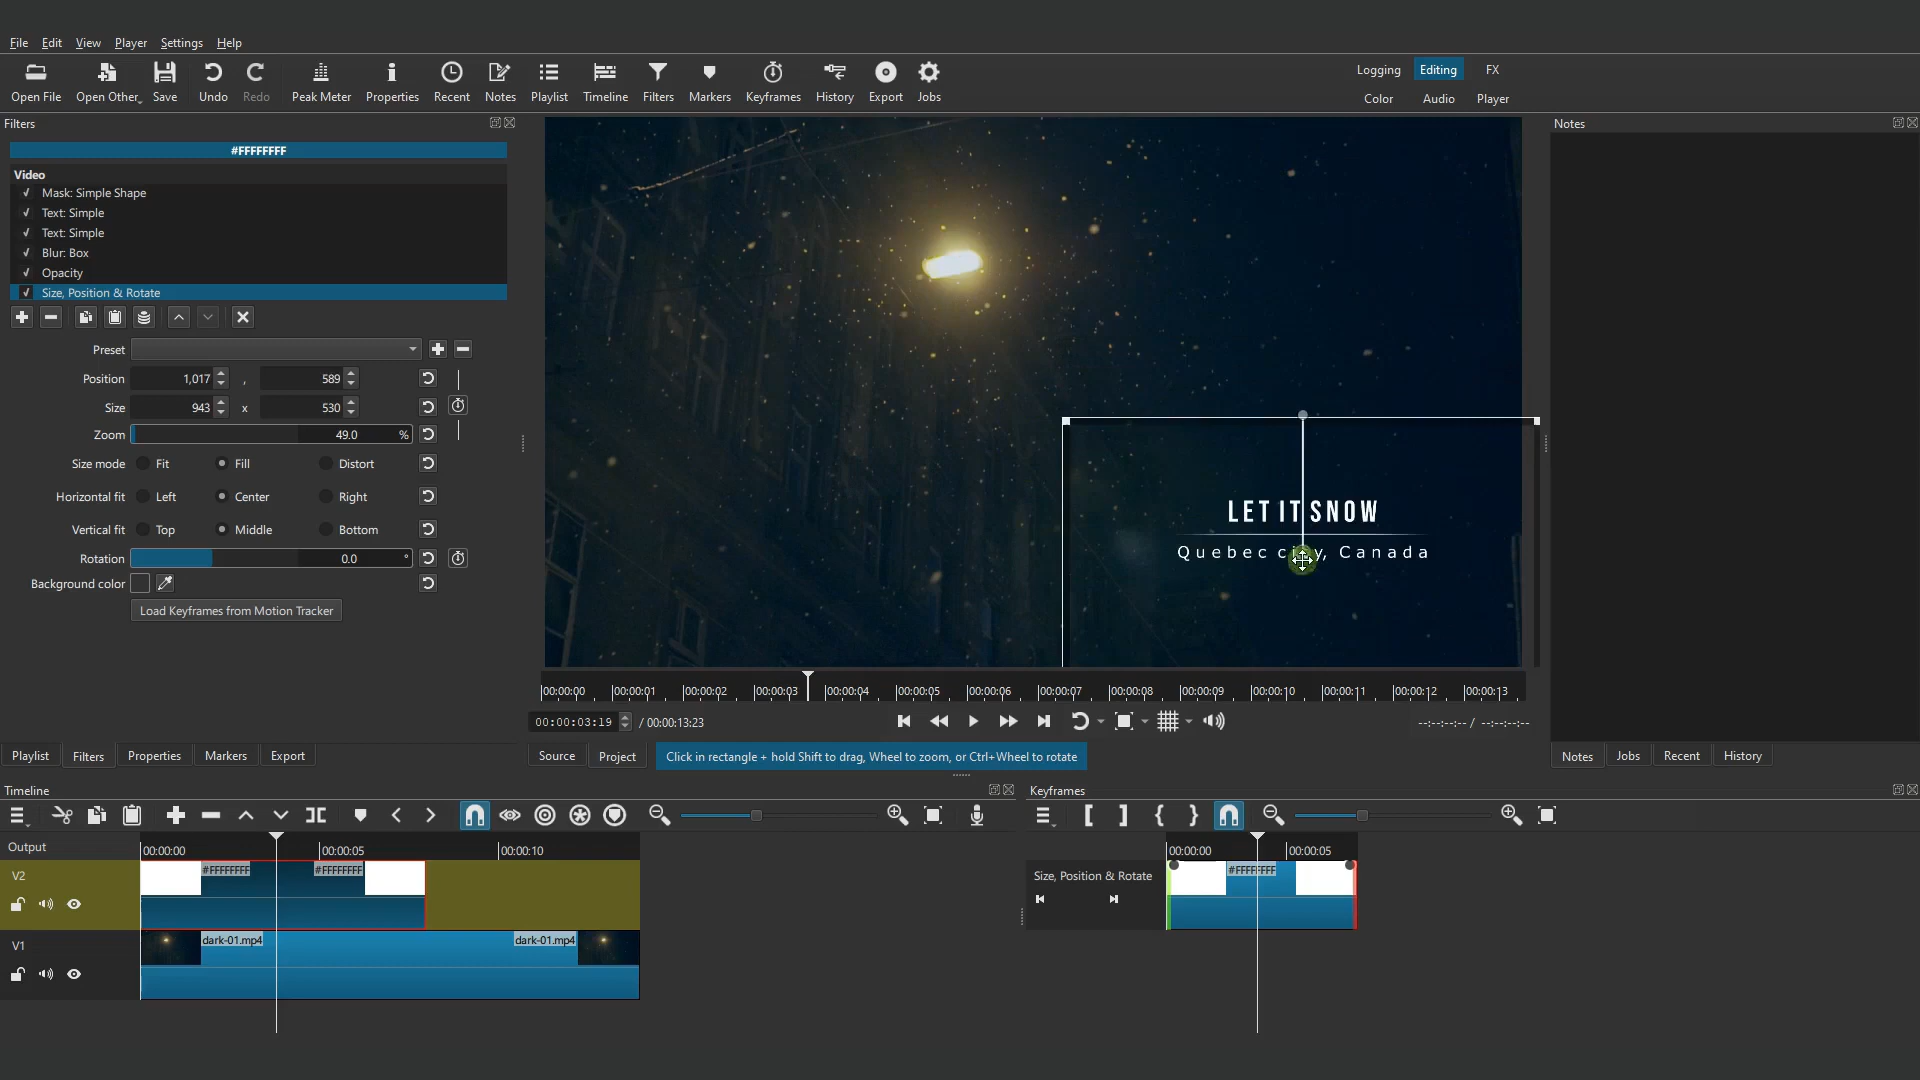 File Edit View Player Settings Help
Open File Open Other Save Undo Redo Peak Meter Properties Recent Notes Playlist Timeline Filters Markers Keyframes History Export Jobs
Logging Editing FX
Color Audio Player
Filters
Notes
#FFFFFFFF
Video
Mask: Simple Shape
Text: Simple
Text: Simple
Blur: Box
Opacity
Size, Position & Rotate
Preset
Position 1,017 , 589
Size 943 x 530
Zoom 49.0 %
Size mode Fit Fill Distort
Horizontal fit Left Center Right
Vertical fit Top Middle Bottom
Rotation 0.0 °
Background color
Load Keyframes from Motion Tracker
LET IT SNOW
Quebec city, Canada
00:00:00 00:00:01 00:00:02 00:00:03 00:00:04 00:00:05 00:00:06 00:00:07 00:00:08 00:00:09 00:00:10 00:00:11 00:00:12 00:00:13
00:00:03:19 / 00:00:13:23
--:--:--:-- / --:--:--:--
Playlist Filters Properties Markers Export
Source Project Click in rectangle + hold Shift to drag, Wheel to zoom, or Ctrl+Wheel to rotate
Notes Jobs Recent History
Timeline
Keyframes
Output 00:00:00 00:00:05 00:00:10
00:00:00 00:00:05
V2 #FFFFFFFF #FFFFFFFF
Size, Position & Rotate #FFFFFFFF
V1 dark-01.mp4 dark-01.mp4